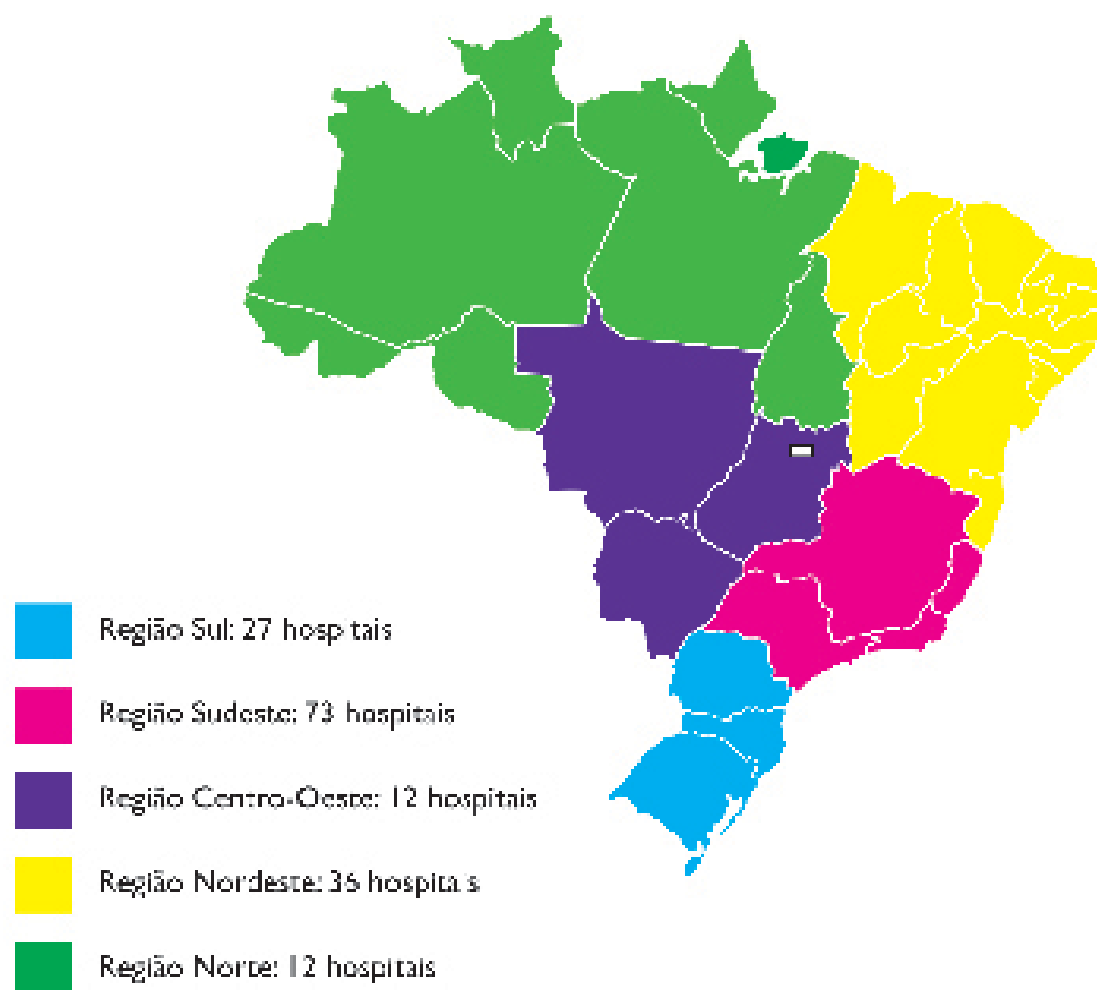 Região Sul: 27 hospitais
Região Sudeste: 73 hospitais
Região Centro-Oeste: 12 hospitais
Região Nordeste: 36 hospitais
Região Norte: 12 hospitais